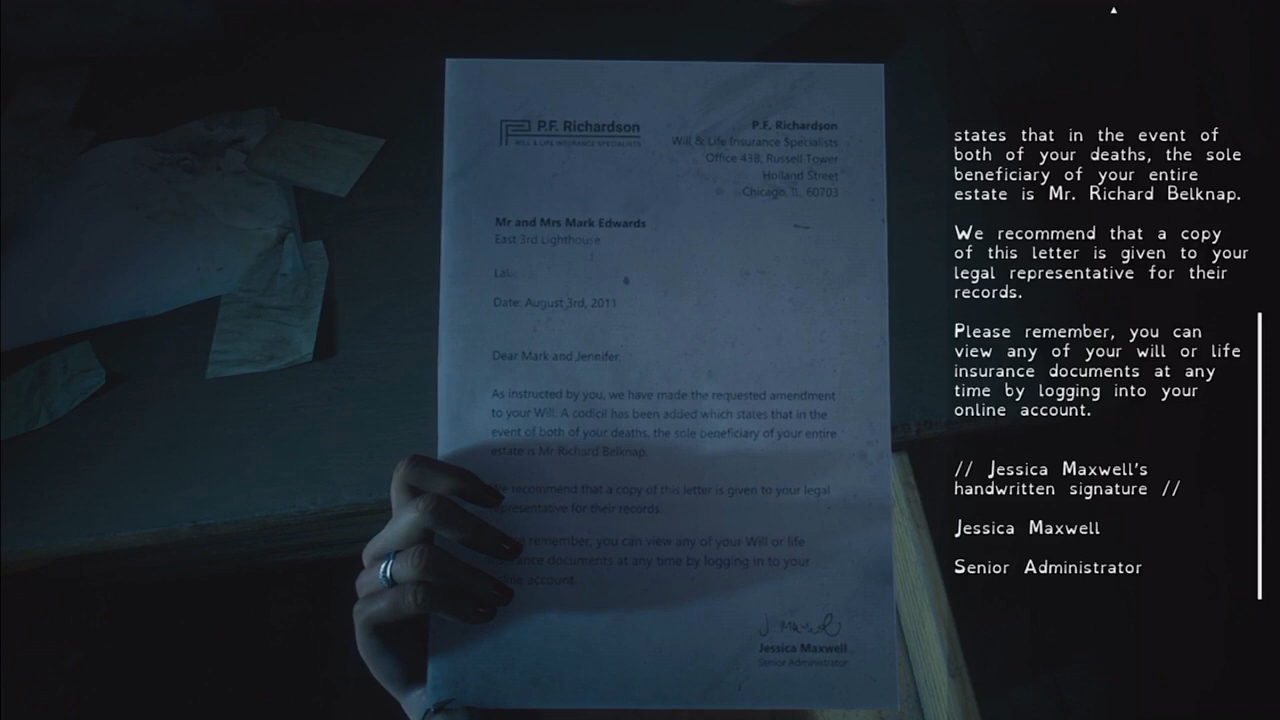 P.F. Richardson
WILL & LIFE INSURANCE SPECIALISTS
P.F. Richardson
Will & Life Insurance Specialists
Office 43B, Russell Tower
Holland Street
Chicago, IL, 60703
Mr and Mrs Mark Edwards
East 3rd Lighthouse
Date: August 3rd, 2011
Dear Mark and Jennifer,
As instructed by you, we have made the requested amendment
to your Will. A codicil has been added which states that in the
event of both of your deaths, the sole beneficiary of your entire
estate is Mr Richard Belknap.
We recommend that a copy of this letter is given to your legal
representative for their records.
remember, you can view any of your Will or life
documents at any time by logging in to your
account.
J. Maxwell
Jessica Maxwell
Senior Administrator
states that in the event of
both of your deaths, the sole
beneficiary of your entire
estate is Mr. Richard Belknap.
We recommend that a copy
of this letter is given to your
legal representative for their
records.
Please remember, you can
view any of your will or life
insurance documents at any
time by logging into your
online account.
// Jessica Maxwell's
handwritten signature //
Jessica Maxwell
Senior Administrator